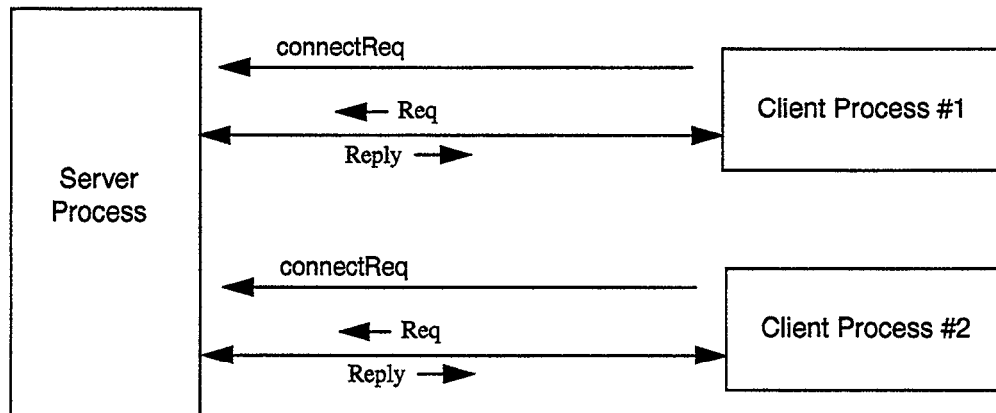 connectReq
Req
Reply
Client Process #1
Server
Process
connectReq
Req
Reply
Client Process #2